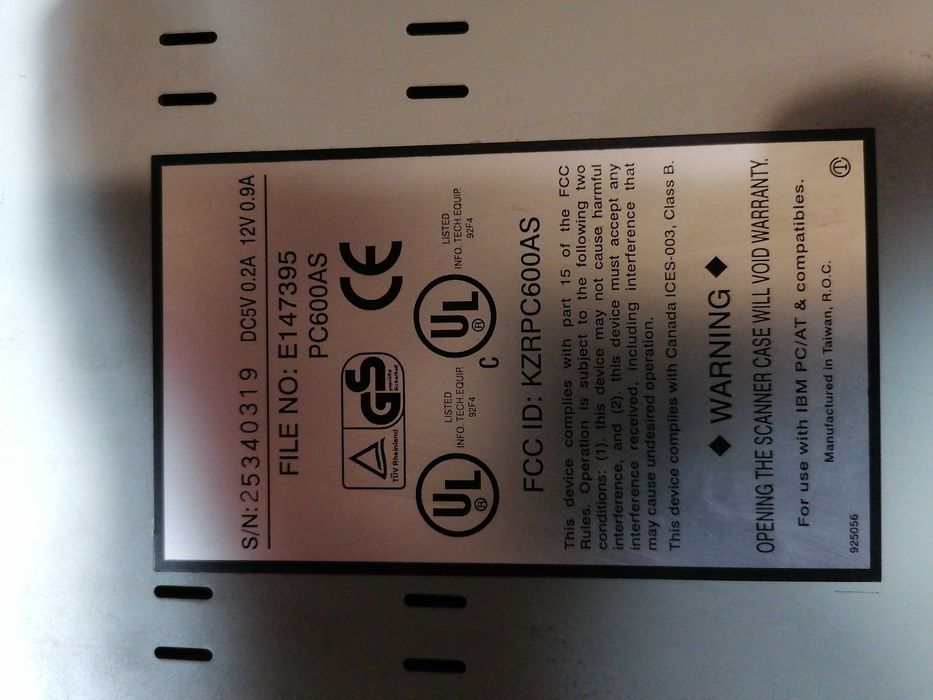 S/N:25340319 DC5V 0.2A 12V 0.9A
FILE NO: E147395
PC600AS
TÜV Rheinland
GS
geprüfte
Sicherheit
CE
UL
®
LISTED
INFO. TECH.EQUIP.
92F4
C
UL
®
LISTED
INFO. TECH.EQUIP.
92F4
FCC ID: KZRPC600AS
This device complies with part 15 of the FCC
Rules. Operation is subject to the following two
conditions: (1). this device may not cause harmful
interference, and (2). this device must accept any
interference received, including interference that
may cause undesired operation.
This device complies with Canada ICES-003, Class B.
◆ WARNING ◆
OPENING THE SCANNER CASE WILL VOID WARRANTY.
For use with IBM PC/AT & compatibles.
Manufactured in Taiwan, R.O.C.
925056